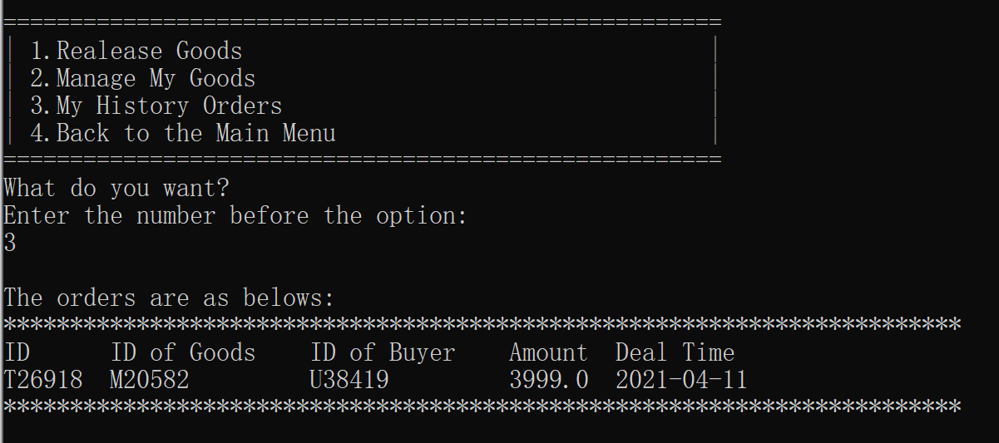 ======================================================
| 1.Realease Goods                                   |
| 2.Manage My Goods                                  |
| 3.My History Orders                                |
| 4.Back to the Main Menu                            |
======================================================
What do you want?
Enter the number before the option:
3
The orders are as belows:
************************************************************************
ID      ID of Goods    ID of Buyer    Amount  Deal Time
T26918  M20582         U38419         3999.0  2021-04-11
************************************************************************